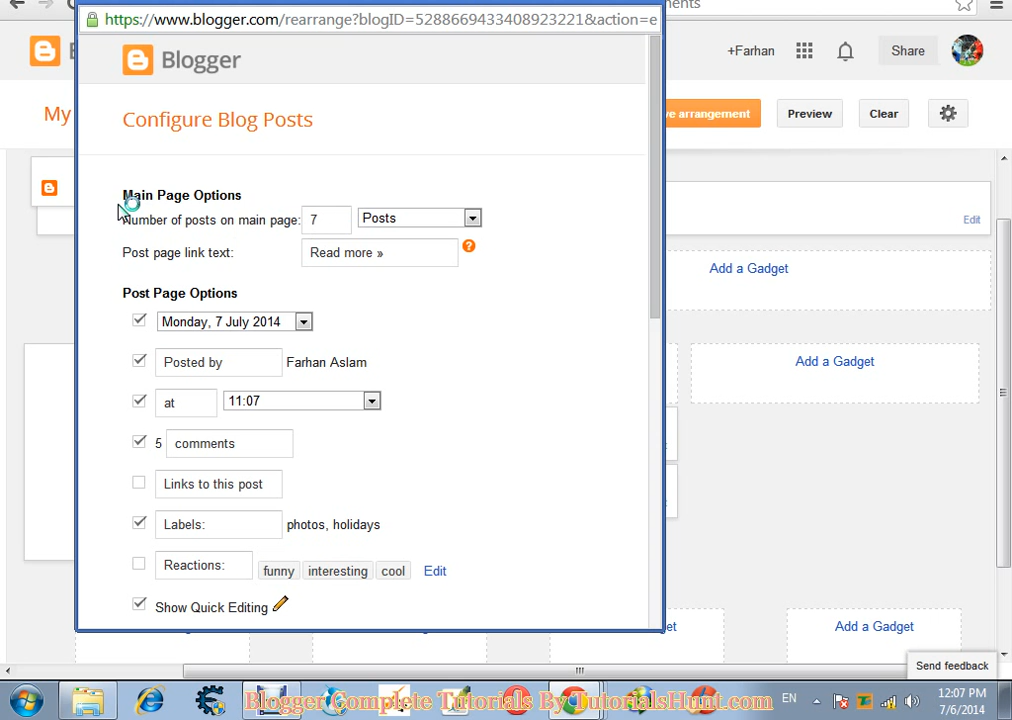 https://www.blogger.com/rearrange?blogID=5288669433408923221&action=e
ments
Blogger
+Farhan
Share
Configure Blog Posts
My
ve arrangement
Preview
Clear
Main Page Options
Number of posts on main page: 7 Posts
Edit
Post page link text: Read more »
Add a Gadget
Post Page Options
Monday, 7 July 2014
Posted by Farhan Aslam
Add a Gadget
at 11:07
5 comments
Links to this post
Labels: photos, holidays
Reactions: funny interesting cool Edit
Show Quick Editing
Add a Gadget
Send feedback
Blogger Complete Tutorials By TutorialsHunt.com
EN
12:07 PM
7/6/2014